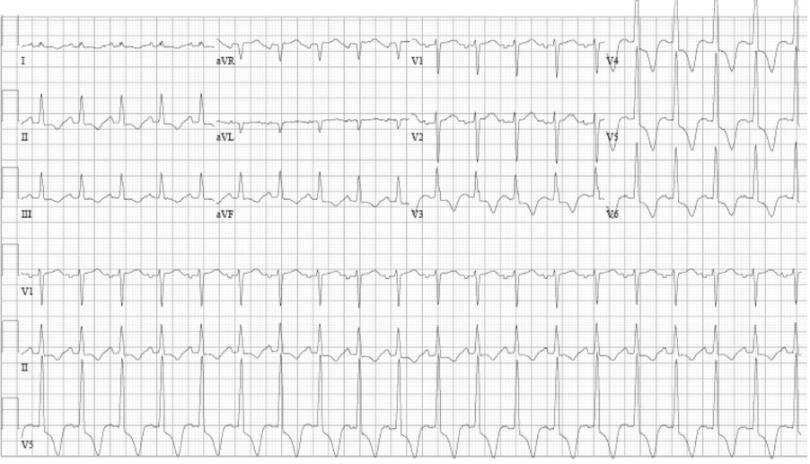 I aVR V1 V4
II aVL V2 V5
III aVF V3 V6
V1
II
V5